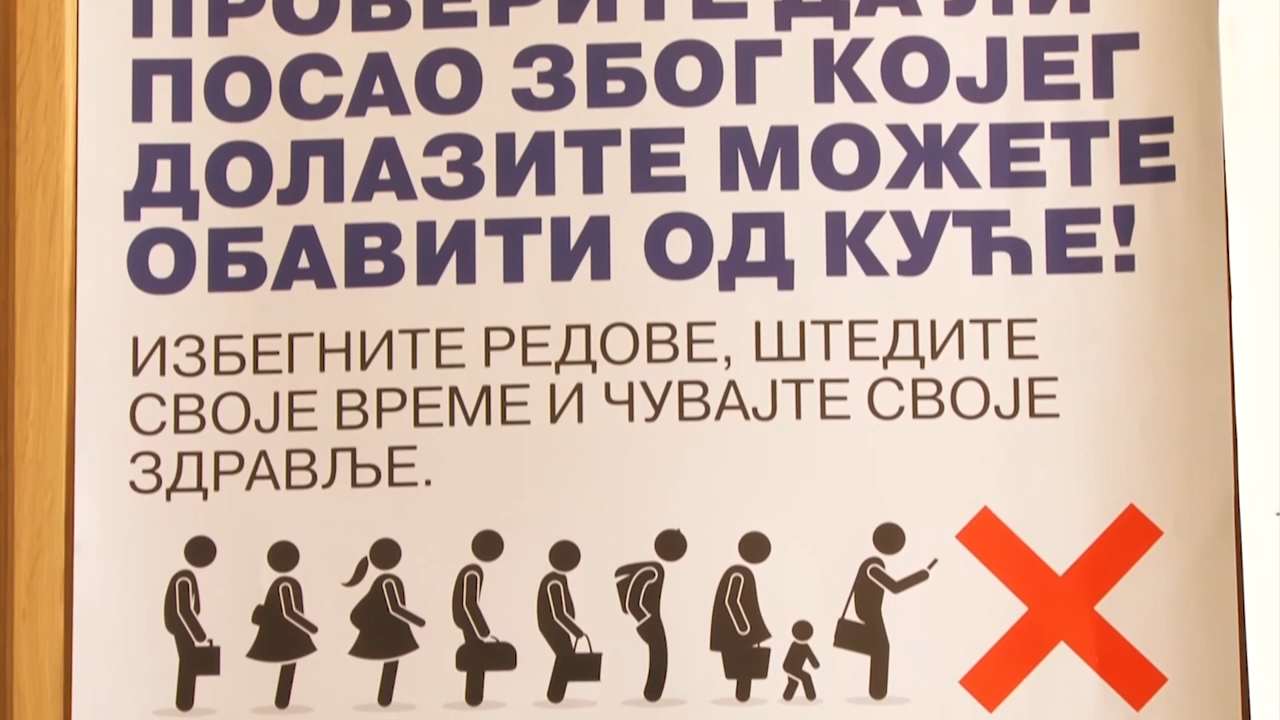 ПРОВЕРИТЕ ДА ЛИ
ПОСАО ЗБОГ КОЈЕГ
ДОЛАЗИТЕ МОЖЕТЕ
ОБАВИТИ ОД КУЋЕ!
ИЗБЕГНИТЕ РЕДОВЕ, ШТЕДИТЕ
СВОЈЕ ВРЕМЕ И ЧУВАЈТЕ СВОЈЕ
ЗДРАВЉЕ.